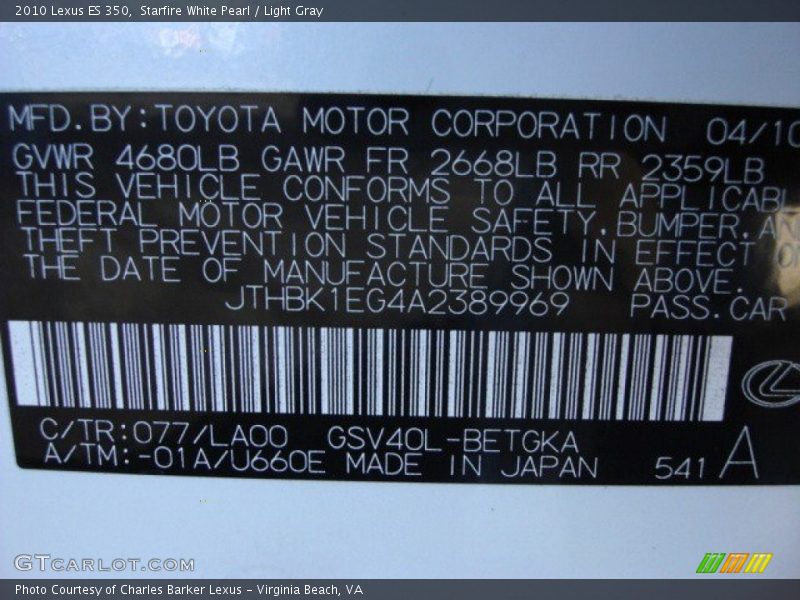 2010 Lexus ES 350,  Starfire White Pearl / Light Gray
MFD.BY:TOYOTA MOTOR CORPORATION 04/10
GVWR 4680LB GAWR FR 2668LB RR 2359LB
THIS VEHICLE CONFORMS TO ALL APPLICABL
FEDERAL MOTOR VEHICLE SAFETY,BUMPER,AN
THEFT PREVENTION STANDARDS IN EFFECT ON
THE DATE OF MANUFACTURE SHOWN ABOVE.
JTHBK1EG4A2389969 PASS.CAR
C/TR:077/LA00 GSV40L-BETGKA
A/TM:-01A/U660E MADE IN JAPAN 541 A
GTCARLOT.COM
Photo Courtesy of Charles Barker Lexus - Virginia Beach, VA